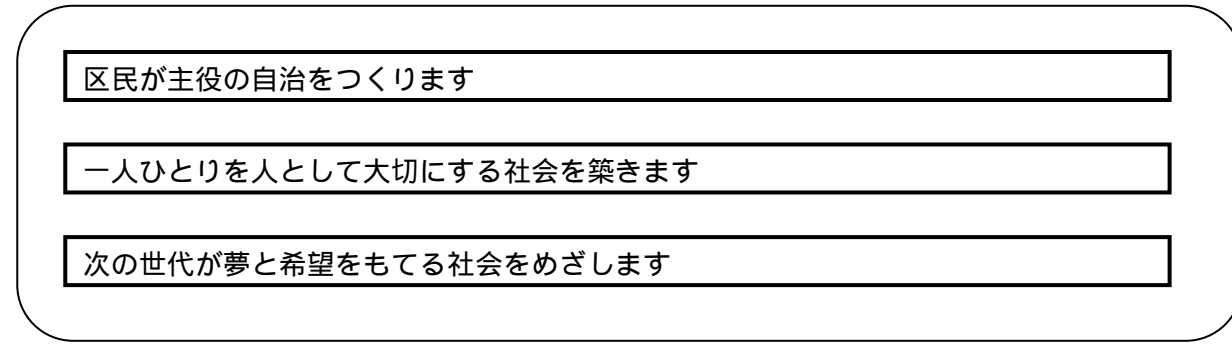 区民が主役の自治をつくります
一人ひとりを人として大切にする社会を築きます
次の世代が夢と希望をもてる社会をめざします